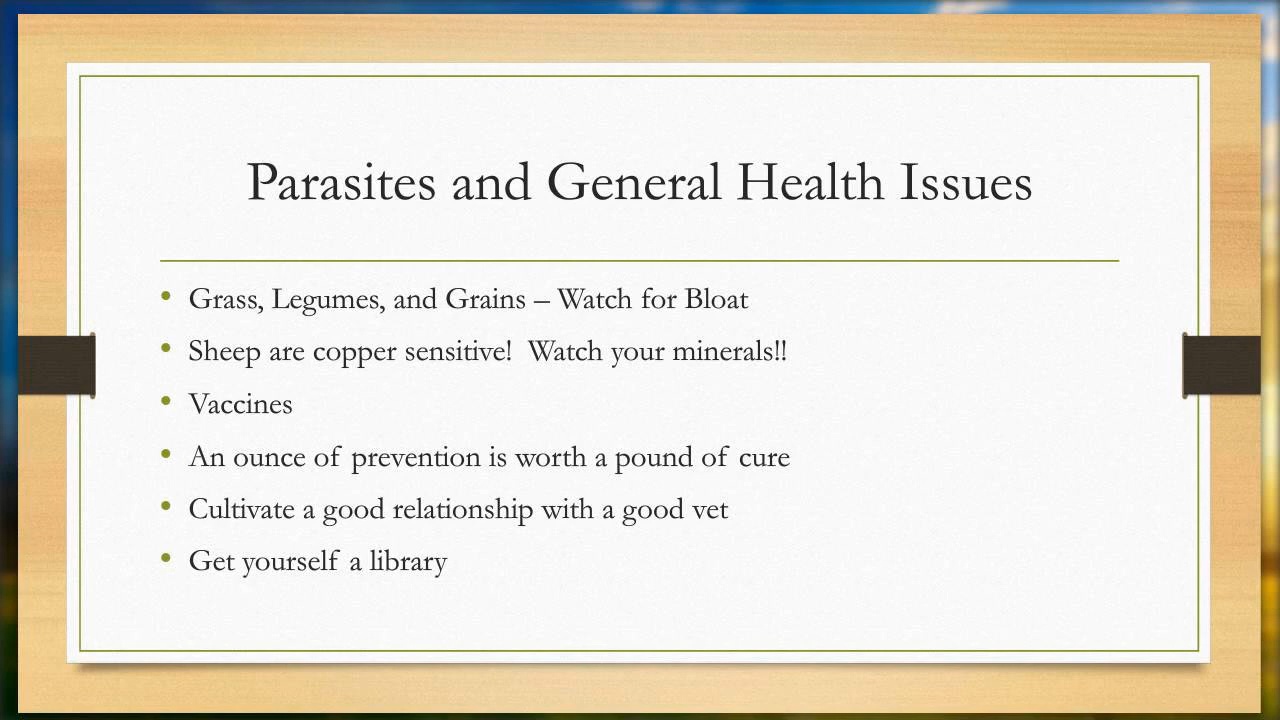 Parasites and General Health Issues
• Grass, Legumes, and Grains – Watch for Bloat
• Sheep are copper sensitive!  Watch your minerals!!
• Vaccines
• An ounce of prevention is worth a pound of cure
• Cultivate a good relationship with a good vet
• Get yourself a library